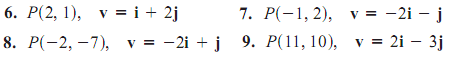 6. P(2, 1), v = i + 2j 7. P(−1, 2), v = −2i − j
8. P(−2, −7), v = −2i + j 9. P(11, 10), v = 2i − 3j